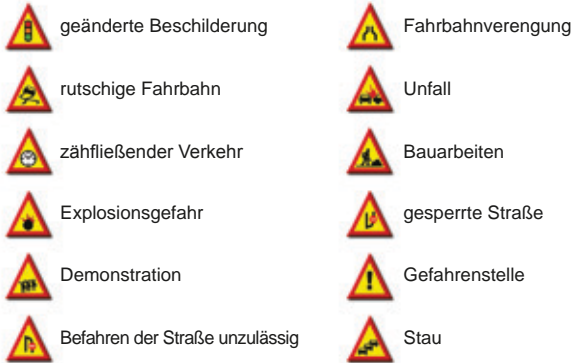 geänderte Beschilderung
Fahrbahnverengung
rutschige Fahrbahn
Unfall
zähfließender Verkehr
Bauarbeiten
Explosionsgefahr
gesperrte Straße
Demonstration
Gefahrenstelle
Befahren der Straße unzulässig
Stau